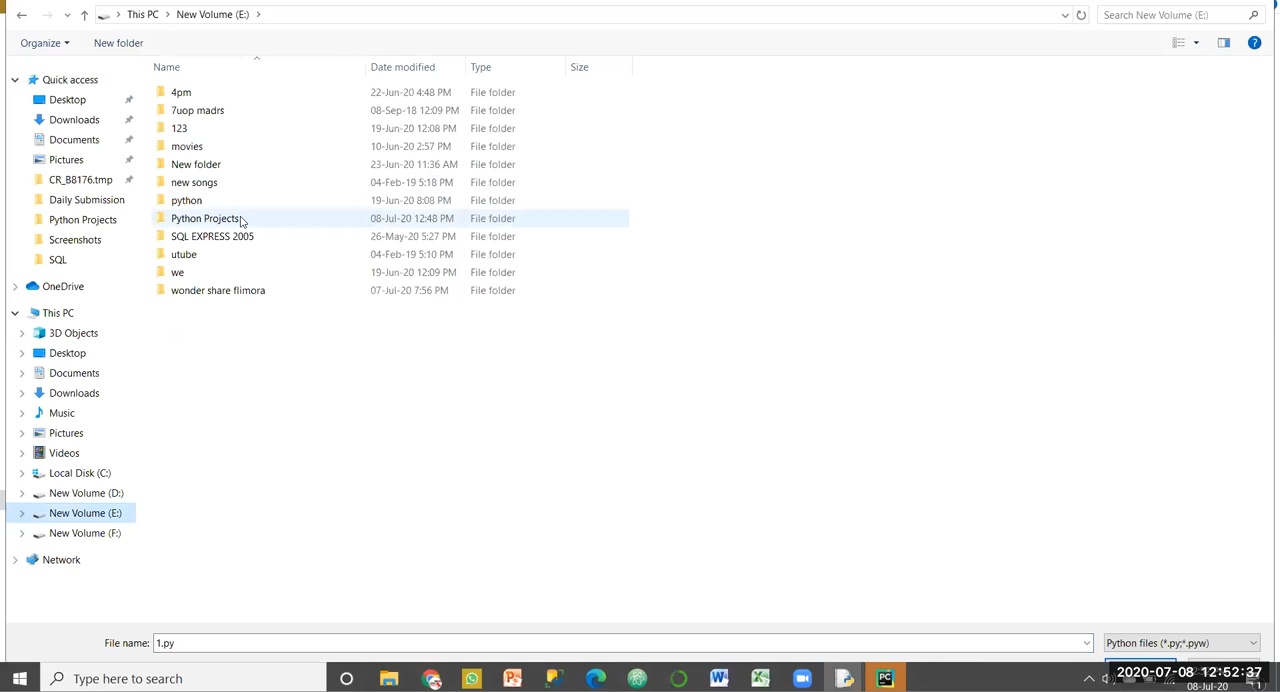 This PC > New Volume (E:) >
Search New Volume (E:)
Organize
New folder
Name Date modified Type Size
Quick access
Desktop
Downloads
Documents
Pictures
CR_B8176.tmp
Daily Submission
Python Projects
Screenshots
SQL
OneDrive
This PC
3D Objects
Desktop
Documents
Downloads
Music
Pictures
Videos
Local Disk (C:)
New Volume (D:)
New Volume (E:)
New Volume (F:)
Network
4pm 22-Jun-20 4:48 PM File folder
7uop madrs 08-Sep-18 12:09 PM File folder
123 19-Jun-20 12:08 PM File folder
movies 10-Jun-20 2:57 PM File folder
New folder 23-Jun-20 11:36 AM File folder
new songs 04-Feb-19 5:18 PM File folder
python 19-Jun-20 8:08 PM File folder
Python Projects 08-Jul-20 12:48 PM File folder
SQL EXPRESS 2005 26-May-20 5:27 PM File folder
utube 04-Feb-19 5:10 PM File folder
we 19-Jun-20 12:09 PM File folder
wonder share flimora 07-Jul-20 7:56 PM File folder
File name: 1.py
Python files (*.py;*.pyw)
Type here to search
2020-07-08 12:52:37
08-Jul-20